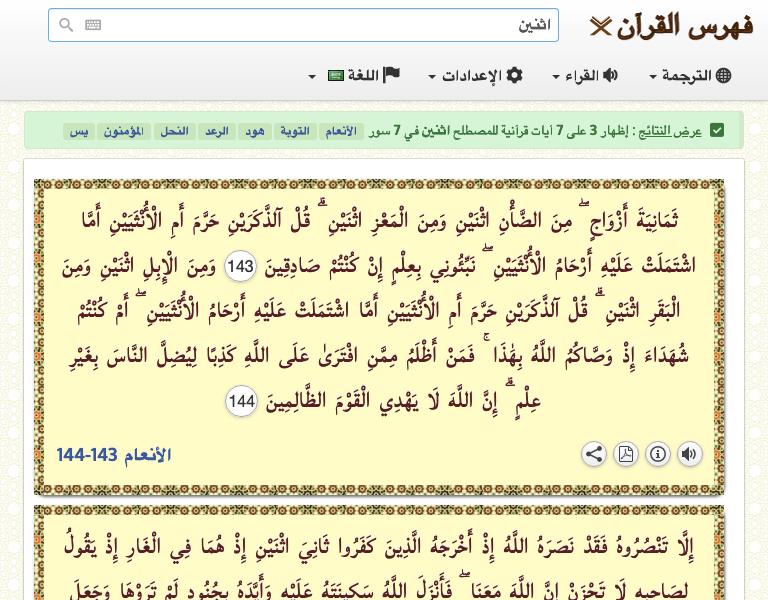 فهرس القرآن
اثنين
الترجمة القراء الإعدادات اللغة
عرض النتائج : إظهار 3 على 7 آيات قرآنية للمصطلح اثنين في 7 سور الأنعام التوبة هود الرعد النحل المؤمنون يس
ثَمَانِيَةَ أَزْوَاجٍ ۖ مِنَ الضَّأْنِ اثْنَيْنِ وَمِنَ الْمَعْزِ اثْنَيْنِ ۗ قُلْ آلذَّكَرَيْنِ حَرَّمَ أَمِ الْأُنْثَيَيْنِ أَمَّا
اشْتَمَلَتْ عَلَيْهِ أَرْحَامُ الْأُنْثَيَيْنِ ۖ نَبِّئُونِي بِعِلْمٍ إِنْ كُنْتُمْ صَادِقِينَ 143 وَمِنَ الْإِبِلِ اثْنَيْنِ وَمِنَ
الْبَقَرِ اثْنَيْنِ ۗ قُلْ آلذَّكَرَيْنِ حَرَّمَ أَمِ الْأُنْثَيَيْنِ أَمَّا اشْتَمَلَتْ عَلَيْهِ أَرْحَامُ الْأُنْثَيَيْنِ ۖ أَمْ كُنْتُمْ
شُهَدَاءَ إِذْ وَصَّاكُمُ اللَّهُ بِهَٰذَا ۚ فَمَنْ أَظْلَمُ مِمَّنِ افْتَرَىٰ عَلَى اللَّهِ كَذِبًا لِيُضِلَّ النَّاسَ بِغَيْرِ
عِلْمٍ ۗ إِنَّ اللَّهَ لَا يَهْدِي الْقَوْمَ الظَّالِمِينَ 144
الأنعام 143-144
إِلَّا تَنْصُرُوهُ فَقَدْ نَصَرَهُ اللَّهُ إِذْ أَخْرَجَهُ الَّذِينَ كَفَرُوا ثَانِيَ اثْنَيْنِ إِذْ هُمَا فِي الْغَارِ إِذْ يَقُولُ
لِصَاحِبِهِ لَا تَحْزَنْ إِنَّ اللَّهَ مَعَنَا ۖ فَأَنْزَلَ اللَّهُ سَكِينَتَهُ عَلَيْهِ وَأَيَّدَهُ بِجُنُودٍ لَمْ تَرَوْهَا وَجَعَلَ